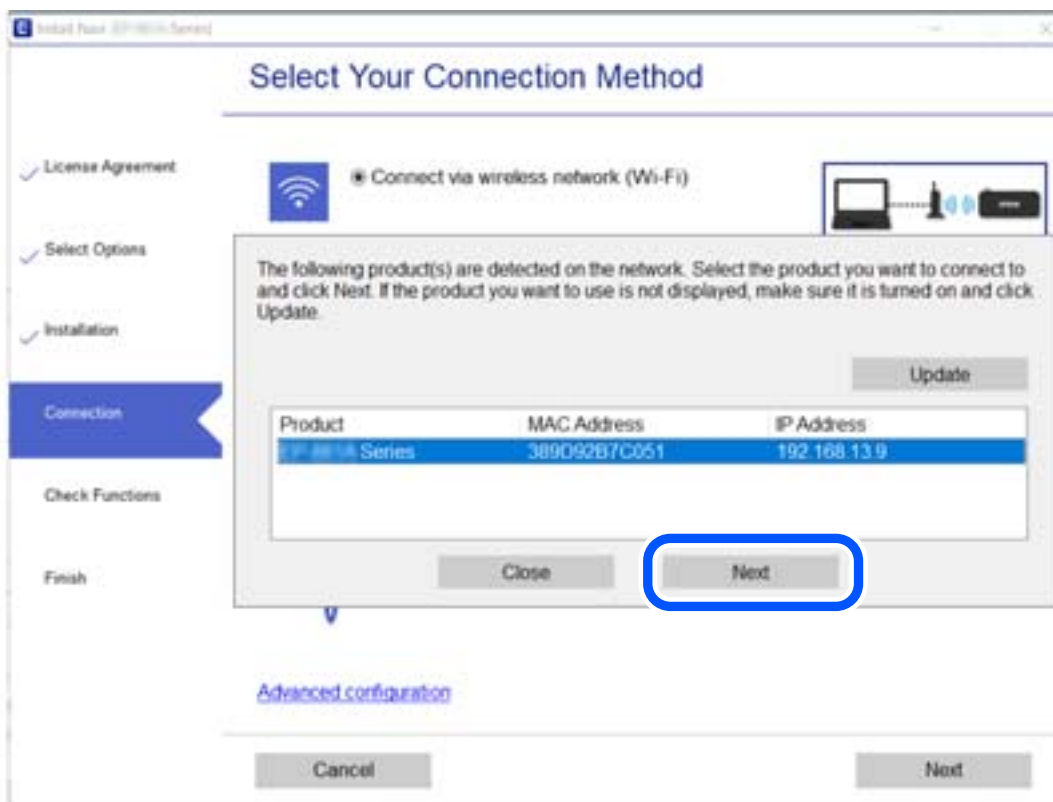 Install Navi
Series]
Select Your Connection Method
License Agreement
Select Options
Installation
Connection
Check Functions
Finish
Connect via wireless network (Wi-Fi)
The following product(s) are detected on the network. Select the product you want to connect to
and click Next. If the product you want to use is not displayed, make sure it is turned on and click
Update.
Update
Product MAC Address IP Address
Series 389D92B7C051 192.168.13.9
Close Next
Advanced configuration
Cancel Next